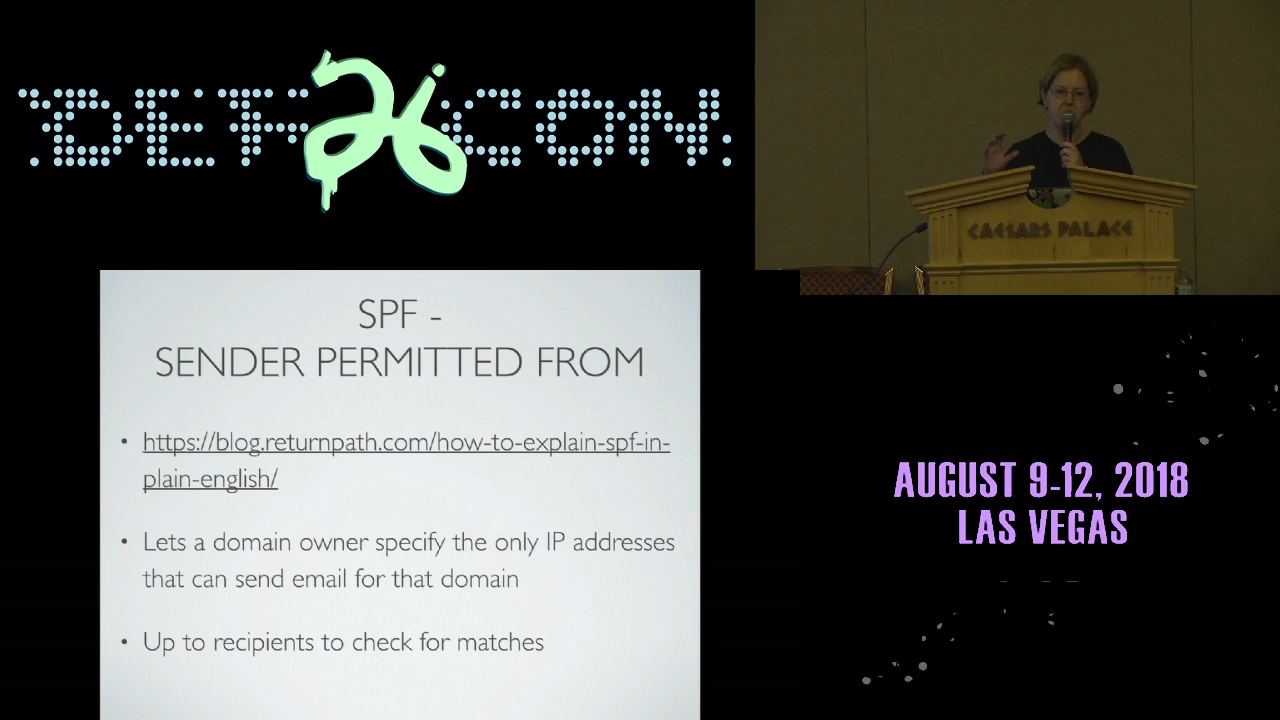 DEF 26 CON
CAESARS PALACE
SPF -
SENDER PERMITTED FROM
• https://blog.returnpath.com/how-to-explain-spf-in-
plain-english/
• Lets a domain owner specify the only IP addresses
that can send email for that domain
• Up to recipients to check for matches
AUGUST 9-12, 2018
LAS VEGAS